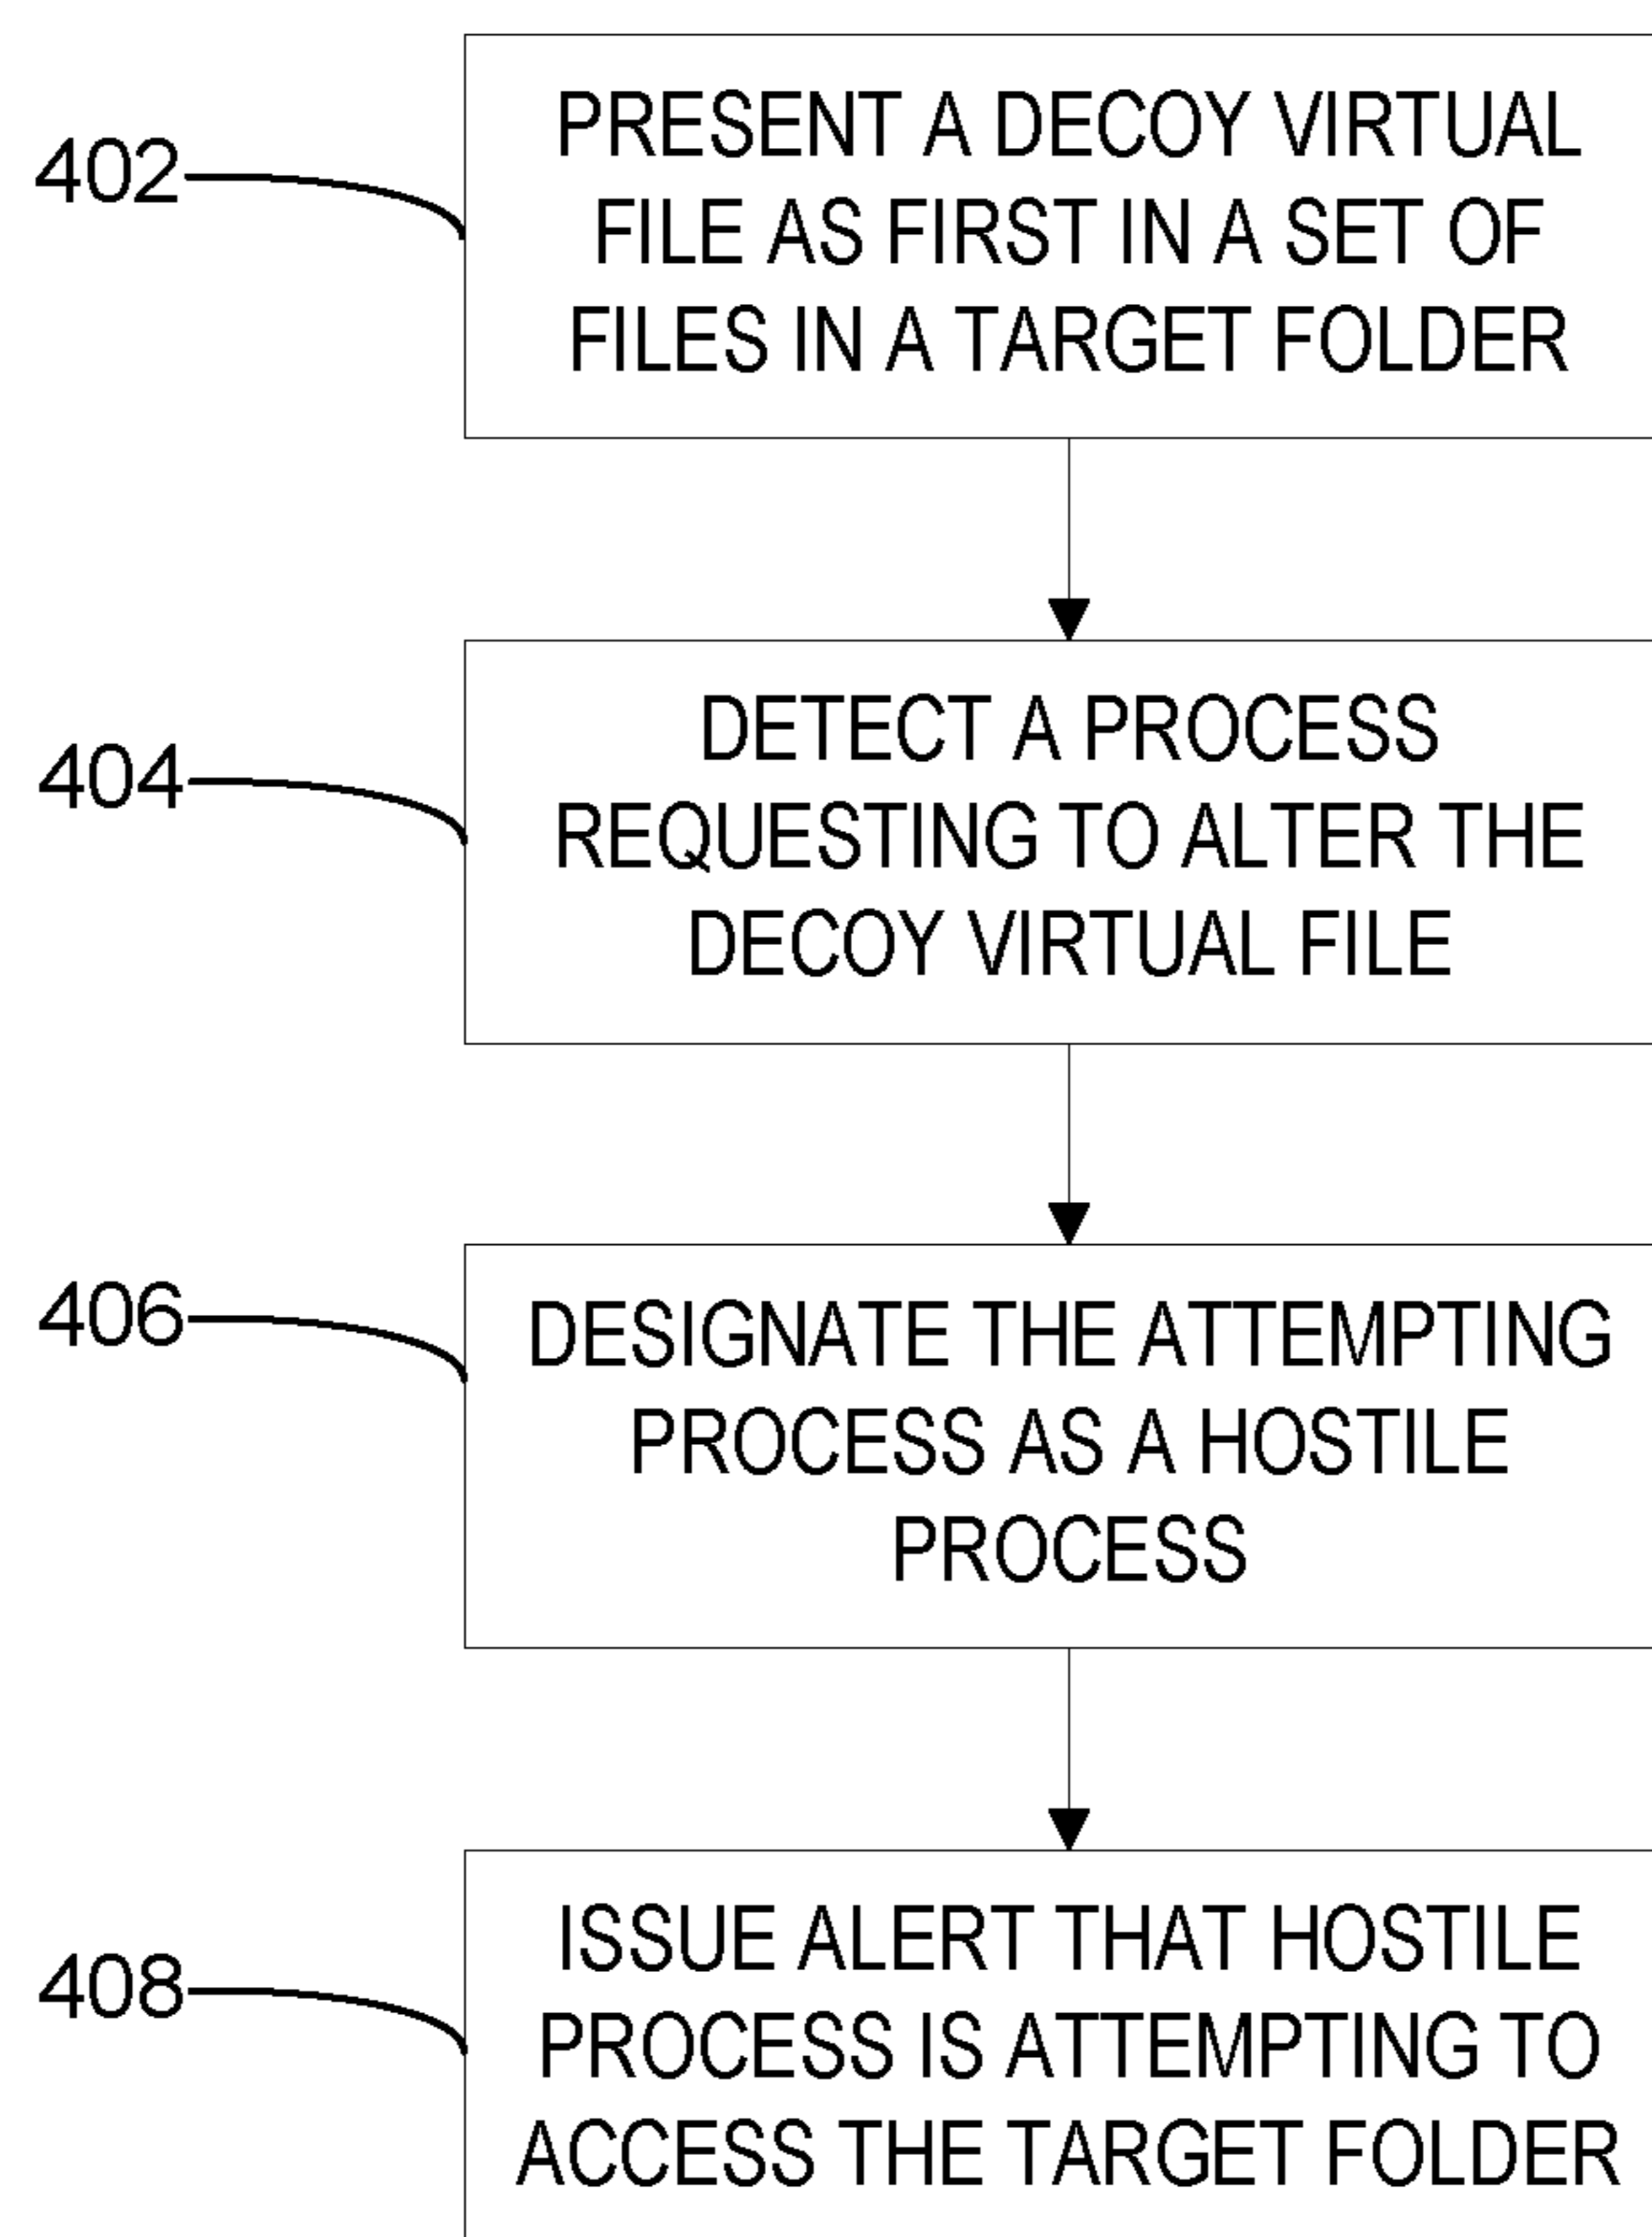 402
PRESENT A DECOY VIRTUAL
FILE AS FIRST IN A SET OF
FILES IN A TARGET FOLDER
404
DETECT A PROCESS
REQUESTING TO ALTER THE
DECOY VIRTUAL FILE
406
DESIGNATE THE ATTEMPTING
PROCESS AS A HOSTILE
PROCESS
408
ISSUE ALERT THAT HOSTILE
PROCESS IS ATTEMPTING TO
ACCESS THE TARGET FOLDER